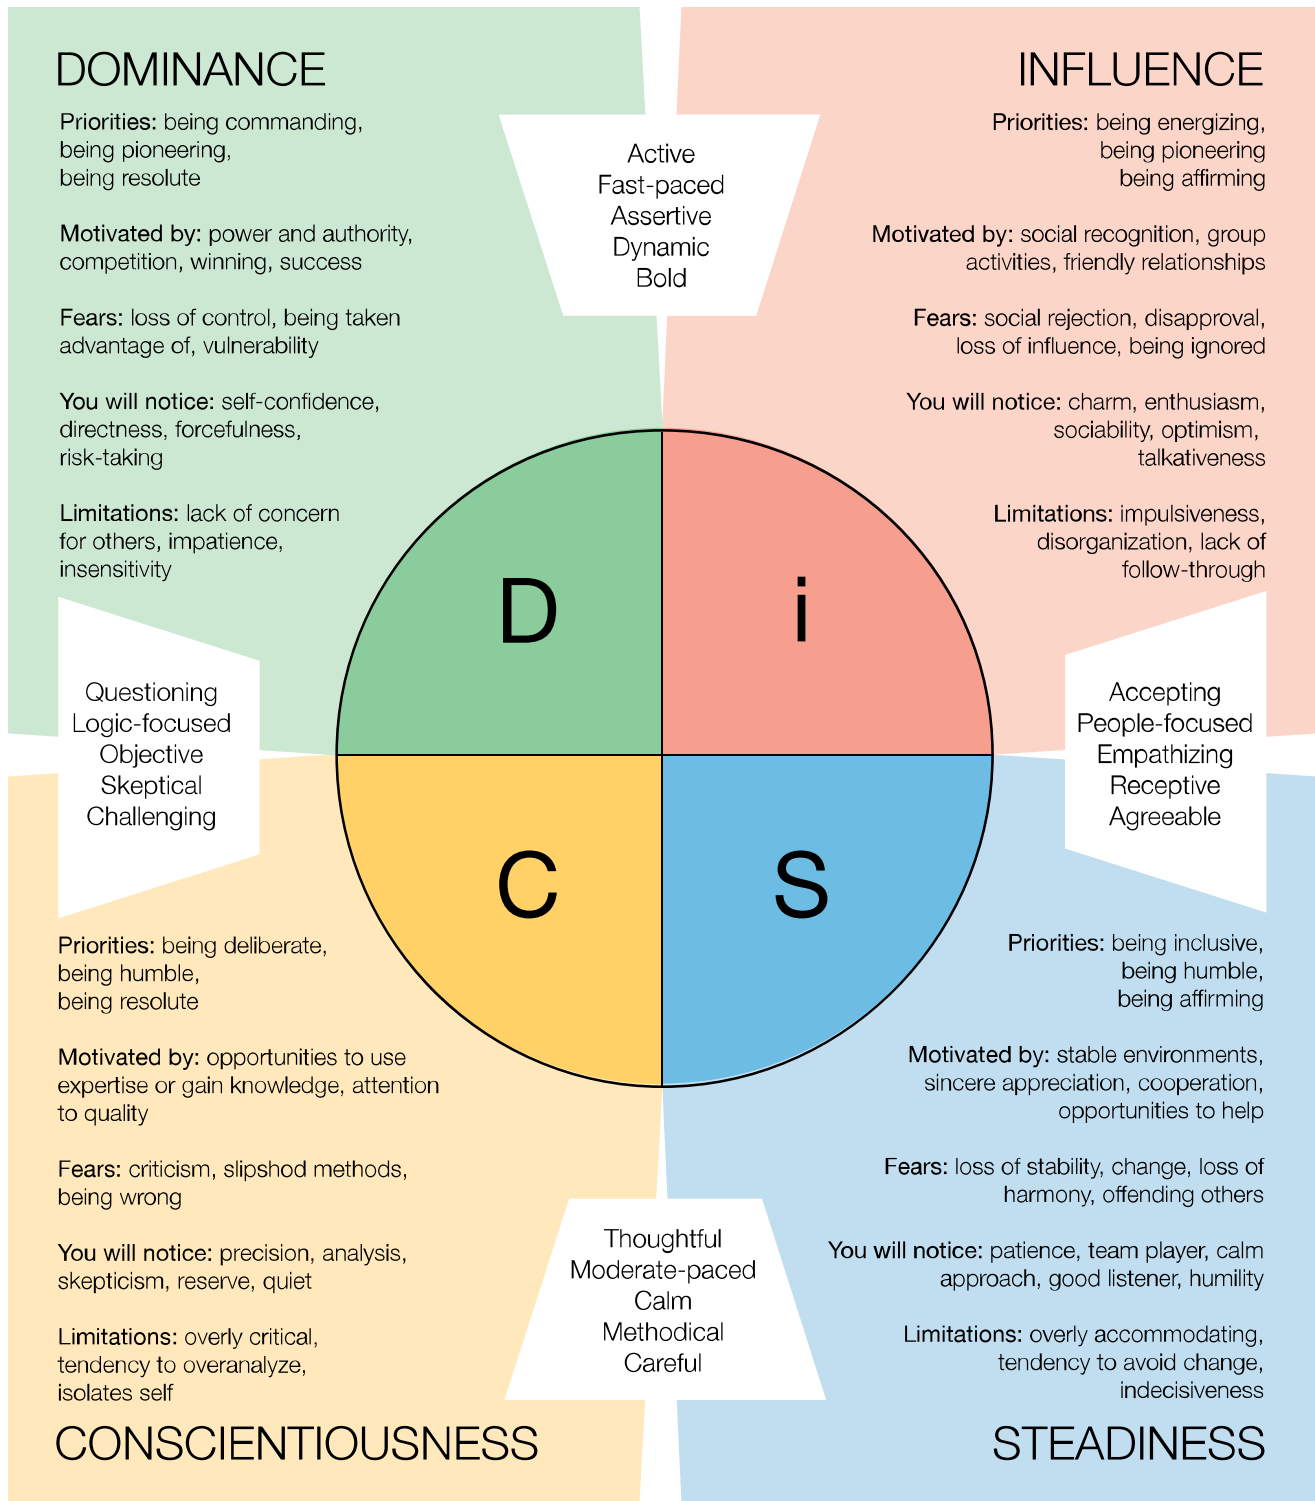 DOMINANCE
Priorities: being commanding,
being pioneering,
being resolute
Motivated by: power and authority,
competition, winning, success
Fears: loss of control, being taken
advantage of, vulnerability
You will notice: self-confidence,
directness, forcefulness,
risk-taking
Limitations: lack of concern
for others, impatience,
insensitivity
Active
Fast-paced
Assertive
Dynamic
Bold
INFLUENCE
Priorities: being energizing,
being pioneering
being affirming
Motivated by: social recognition, group
activities, friendly relationships
Fears: social rejection, disapproval,
loss of influence, being ignored
You will notice: charm, enthusiasm,
sociability, optimism,
talkativeness
Limitations: impulsiveness,
disorganization, lack of
follow-through
D
i
Questioning
Logic-focused
Objective
Skeptical
Challenging
Accepting
People-focused
Empathizing
Receptive
Agreeable
C
S
Priorities: being deliberate,
being humble,
being resolute
Motivated by: opportunities to use
expertise or gain knowledge, attention
to quality
Fears: criticism, slipshod methods,
being wrong
You will notice: precision, analysis,
skepticism, reserve, quiet
Limitations: overly critical,
tendency to overanalyze,
isolates self
CONSCIENTIOUSNESS
Thoughtful
Moderate-paced
Calm
Methodical
Careful
Priorities: being inclusive,
being humble,
being affirming
Motivated by: stable environments,
sincere appreciation, cooperation,
opportunities to help
Fears: loss of stability, change, loss of
harmony, offending others
You will notice: patience, team player, calm
approach, good listener, humility
Limitations: overly accommodating,
tendency to avoid change,
indecisiveness
STEADINESS